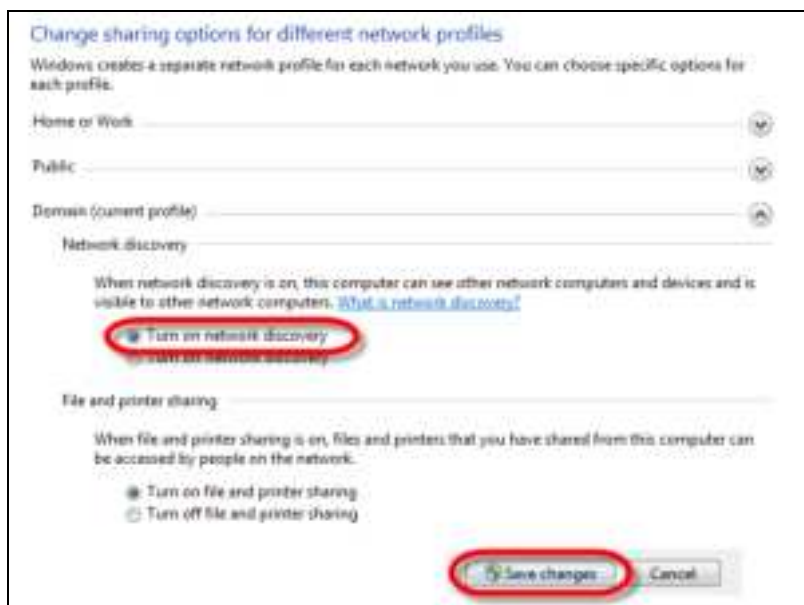 Change sharing options for different network profiles
Windows creates a separate network profile for each network you use. You can choose specific options for
each profile.
Home or Work
Public
Domain (current profile)
Network discovery
When network discovery is on, this computer can see other network computers and devices and is
visible to other network computers. What is network discovery?
Turn on network discovery
network discovery
File and printer sharing
When file and printer sharing is on, files and printers that you have shared from this computer can
be accessed by people on the network.
Turn on file and printer sharing
Turn off file and printer sharing
Save changes
Cancel